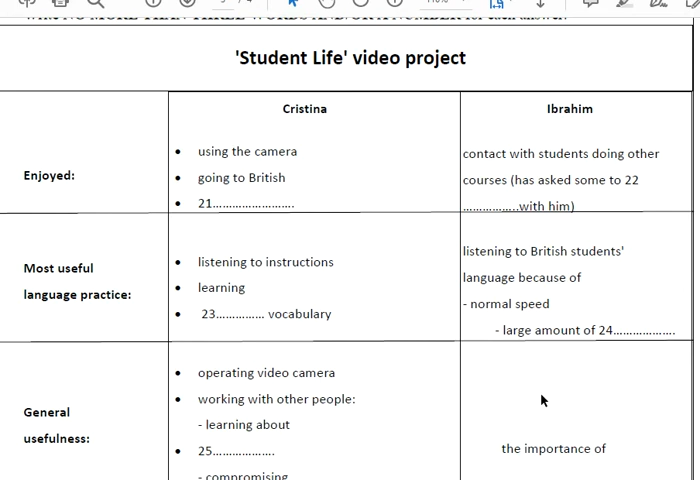 'Student Life' video project
Cristina
Ibrahim
Enjoyed:
• using the camera
• going to British
• 21........................
contact with students doing other
courses (has asked some to 22
................with him)
Most useful
language practice:
• listening to instructions
• learning
• 23.............. vocabulary
listening to British students'
language because of
- normal speed
- large amount of 24..................
General
usefulness:
• operating video camera
• working with other people:
- learning about
• 25...................
- compromising
the importance of